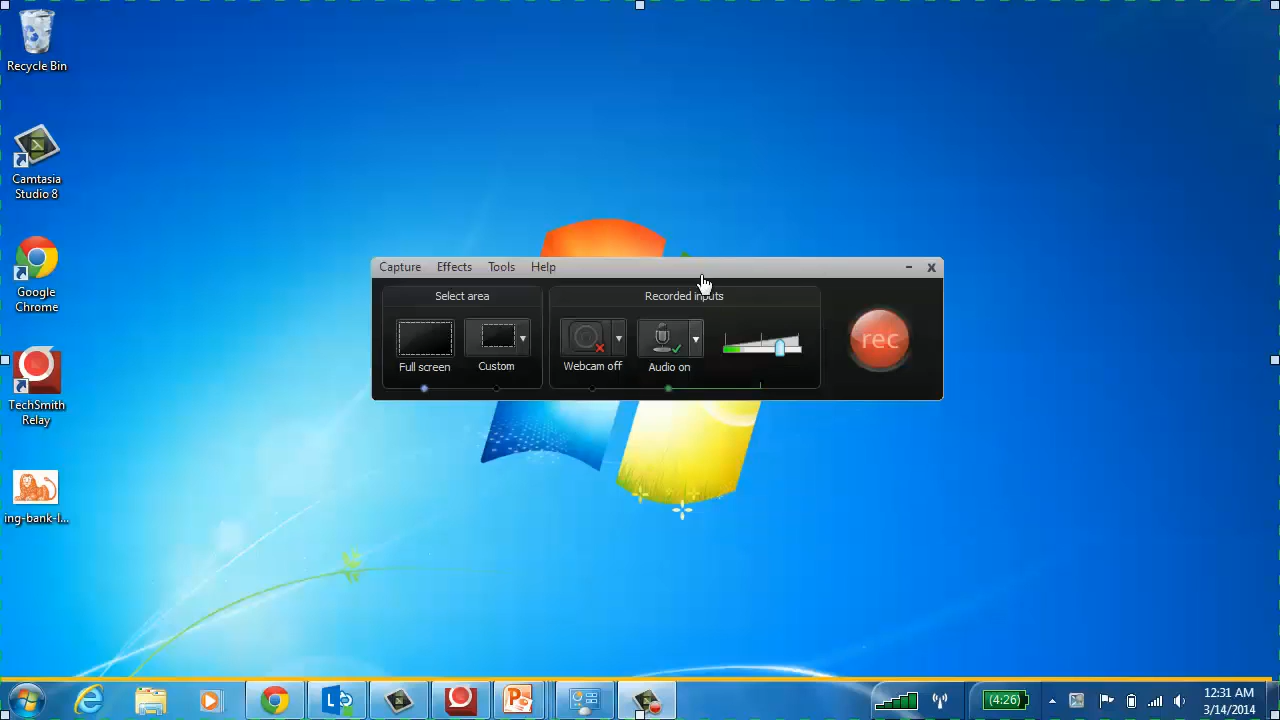 Recycle Bin
Camtasia
Studio 8
Google
Chrome
TechSmith
Relay
ing-bank-l...
Capture Effects Tools Help
Select area
Recorded inputs
Full screen
Custom
Webcam off
Audio on
rec
(4:26)
12:31 AM
3/14/2014